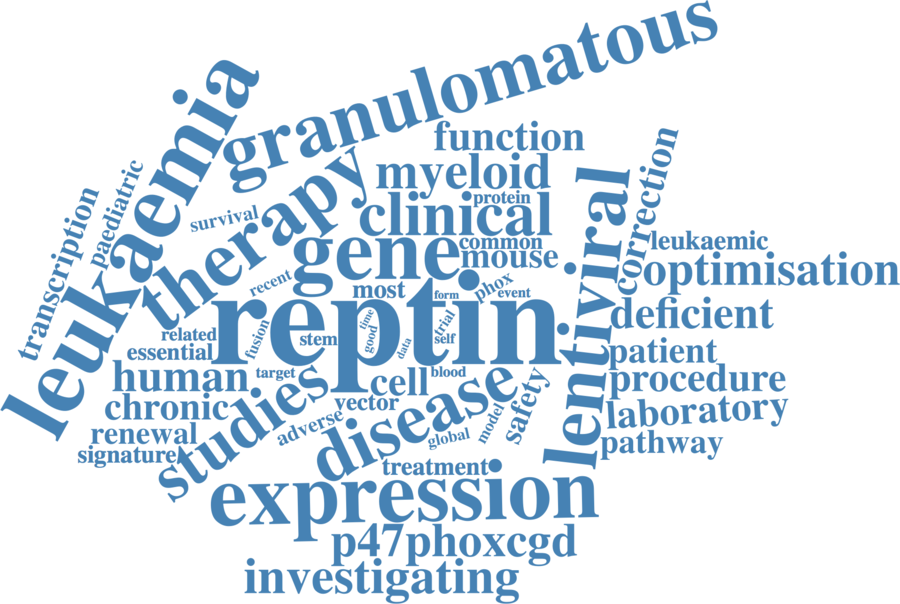 granulomatous
leukaemia
function
correction
therapy
myeloid
paediatric
transcription
survival
protein
clinical
lentiviral
gene
common
mouse
leukaemic
optimisation
recent
most
form
phox
event
reptin
deficient
related
fusion
stem
time
good
data
trial
self
essential
patient
human
target
cell
blood
procedure
chronic
studies
vector
disease
safety
laboratory
renewal
adverse
global
model
pathway
signature
treatment
expression
p47phoxcgd
investigating